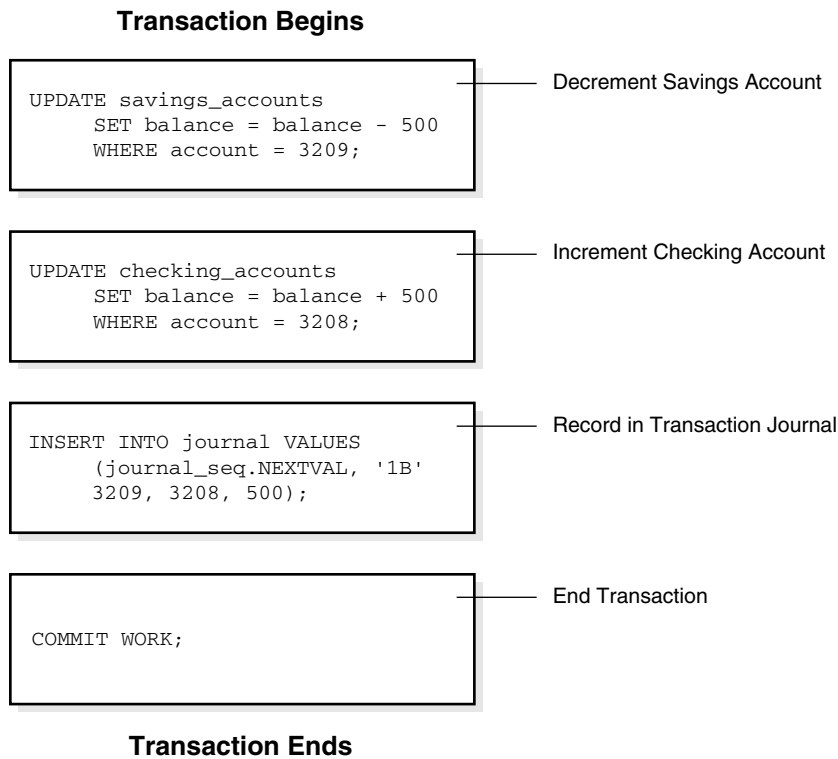 Transaction Begins
UPDATE savings_accounts
SET balance = balance - 500
WHERE account = 3209;
Decrement Savings Account
UPDATE checking_accounts
SET balance = balance + 500
WHERE account = 3208;
Increment Checking Account
INSERT INTO journal VALUES
(journal_seq.NEXTVAL, '1B'
3209, 3208, 500);
Record in Transaction Journal
COMMIT WORK;
End Transaction
Transaction Ends